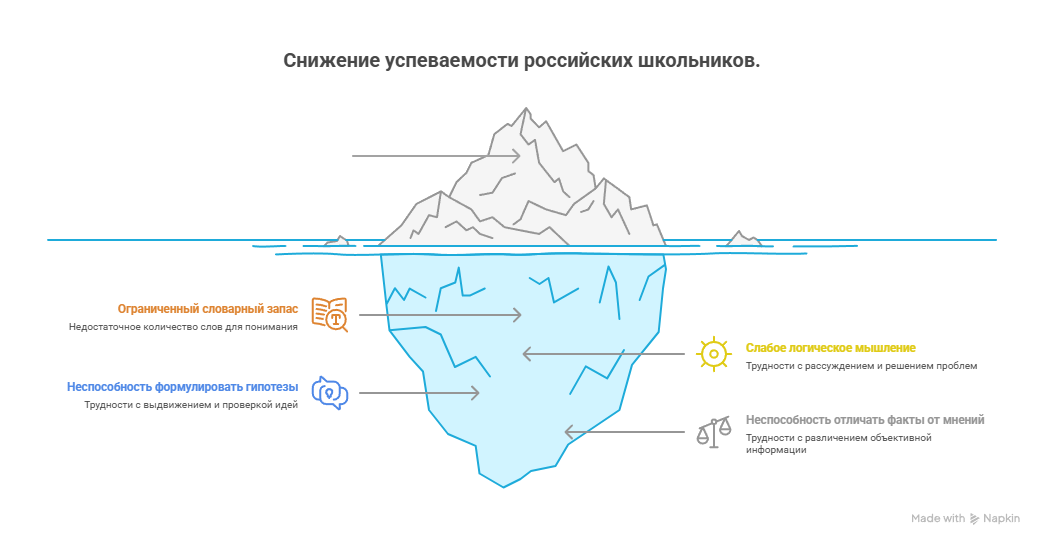 Снижение успеваемости российских школьников.
Ограниченный словарный запас
Недостаточное количество слов для понимания
Слабое логическое мышление
Трудности с рассуждением и решением проблем
Неспособность формулировать гипотезы
Трудности с выдвижением и проверкой идей
Неспособность отличать факты от мнений
Трудности с различением объективной
информации
Made with Napkin